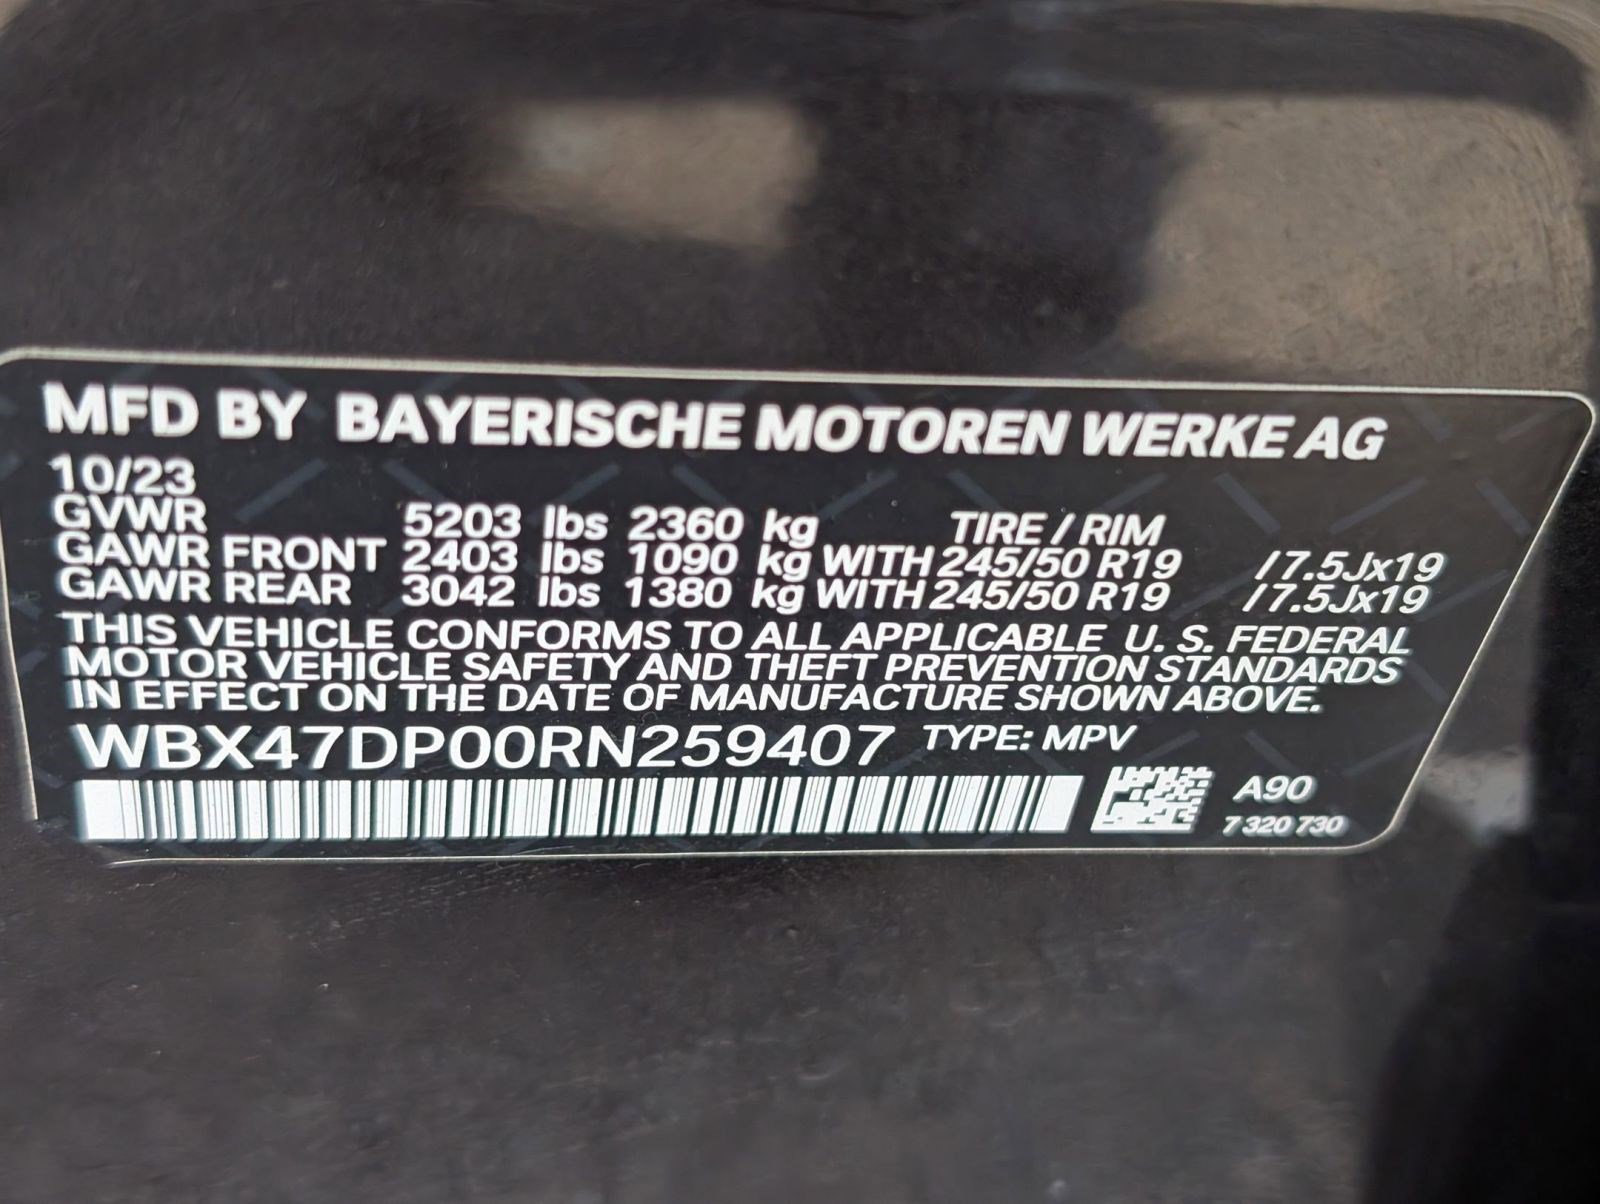 MFD BY BAYERISCHE MOTOREN WERKE AG
10/23
GVWR 5203 lbs 2360 kg TIRE / RIM
GAWR FRONT 2403 lbs 1090 kg WITH 245/50 R19 / 7.5Jx19
GAWR REAR 3042 lbs 1380 kg WITH 245/50 R19 / 7.5Jx19
THIS VEHICLE CONFORMS TO ALL APPLICABLE U. S. FEDERAL
MOTOR VEHICLE SAFETY AND THEFT PREVENTION STANDARDS
IN EFFECT ON THE DATE OF MANUFACTURE SHOWN ABOVE.
WBX47DP00RN259407 TYPE: MPV
A90
7 320 730